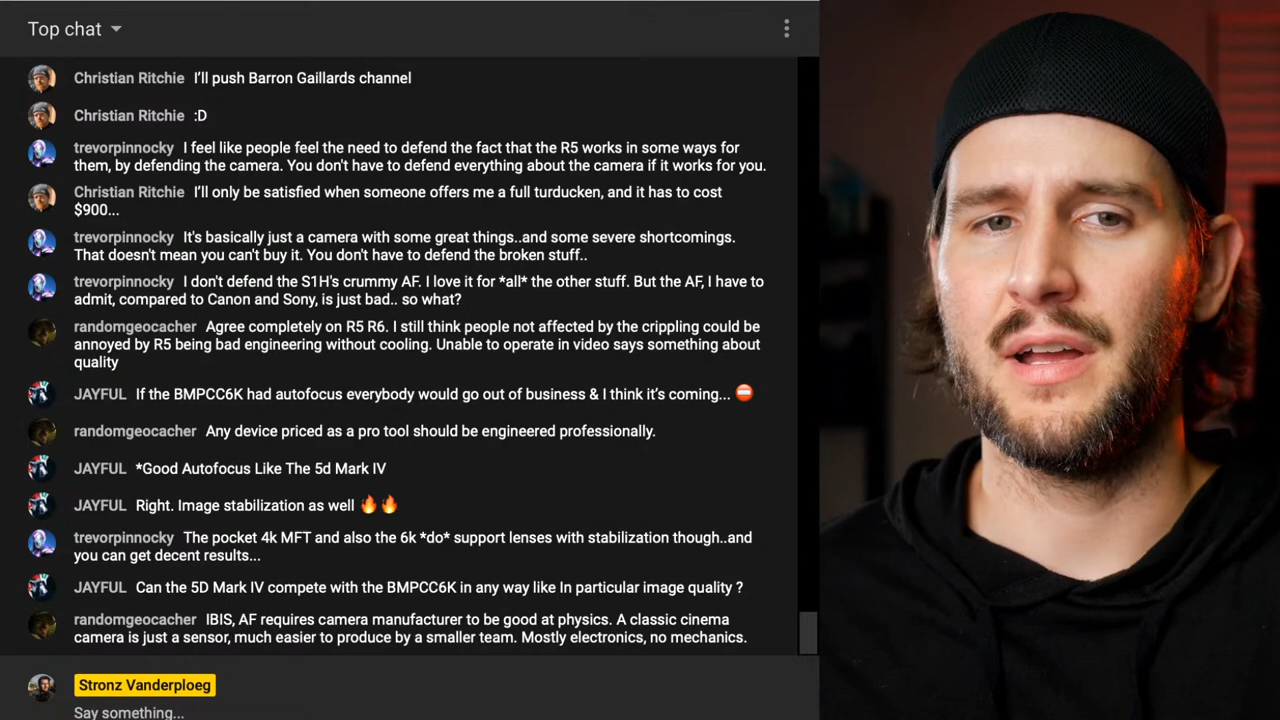 Top chat
Christian Ritchie I'll push Barron Gaillards channel
Christian Ritchie :D
trevorpinnocky I feel like people feel the need to defend the fact that the R5 works in some ways for
them, by defending the camera. You don't have to defend everything about the camera if it works for you.
Christian Ritchie I'll only be satisfied when someone offers me a full turducken, and it has to cost
$900...
trevorpinnocky It's basically just a camera with some great things..and some severe shortcomings.
That doesn't mean you can't buy it. You don't have to defend the broken stuff..
trevorpinnocky I don't defend the S1H's crummy AF. I love it for *all* the other stuff. But the AF, I have to
admit, compared to Canon and Sony, is just bad.. so what?
randomgeocacher Agree completely on R5 R6. I still think people not affected by the crippling could be
annoyed by R5 being bad engineering without cooling. Unable to operate in video says something about
quality
JAYFUL If the BMPCC6K had autofocus everybody would go out of business & I think it's coming... ⛔
randomgeocacher Any device priced as a pro tool should be engineered professionally.
JAYFUL *Good Autofocus Like The 5d Mark IV
JAYFUL Right. Image stabilization as well 🔥🔥
trevorpinnocky The pocket 4k MFT and also the 6k *do* support lenses with stabilization though..and
you can get decent results...
JAYFUL Can the 5D Mark IV compete with the BMPCC6K in any way like In particular image quality ?
randomgeocacher IBIS, AF requires camera manufacturer to be good at physics. A classic cinema
camera is just a sensor, much easier to produce by a smaller team. Mostly electronics, no mechanics.
Stronz Vanderploeg
Say something...